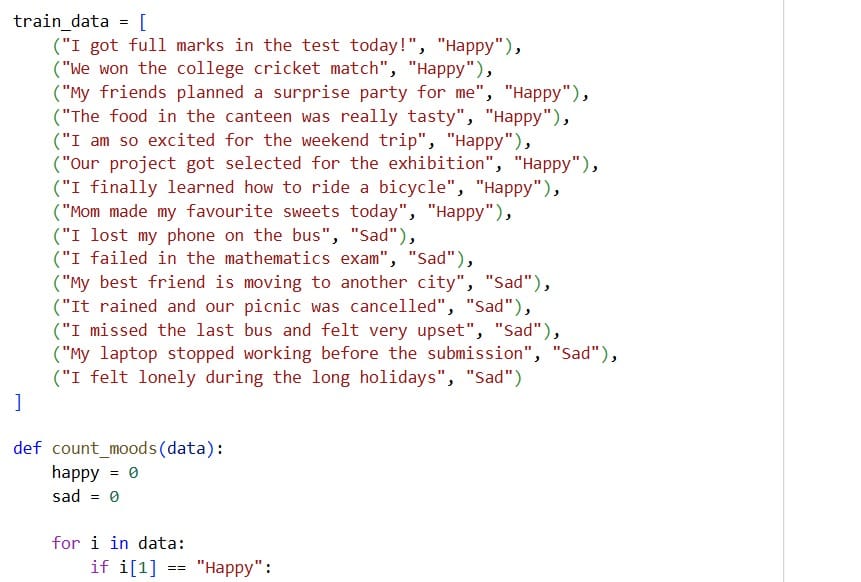 train_data = [
    ("I got full marks in the test today!", "Happy"),
    ("We won the college cricket match", "Happy"),
    ("My friends planned a surprise party for me", "Happy"),
    ("The food in the canteen was really tasty", "Happy"),
    ("I am so excited for the weekend trip", "Happy"),
    ("Our project got selected for the exhibition", "Happy"),
    ("I finally learned how to ride a bicycle", "Happy"),
    ("Mom made my favourite sweets today", "Happy"),
    ("I lost my phone on the bus", "Sad"),
    ("I failed in the mathematics exam", "Sad"),
    ("My best friend is moving to another city", "Sad"),
    ("It rained and our picnic was cancelled", "Sad"),
    ("I missed the last bus and felt very upset", "Sad"),
    ("My laptop stopped working before the submission", "Sad"),
    ("I felt lonely during the long holidays", "Sad")
]
def count_moods(data):
    happy = 0
    sad = 0
    for i in data:
        if i[1] == "Happy":